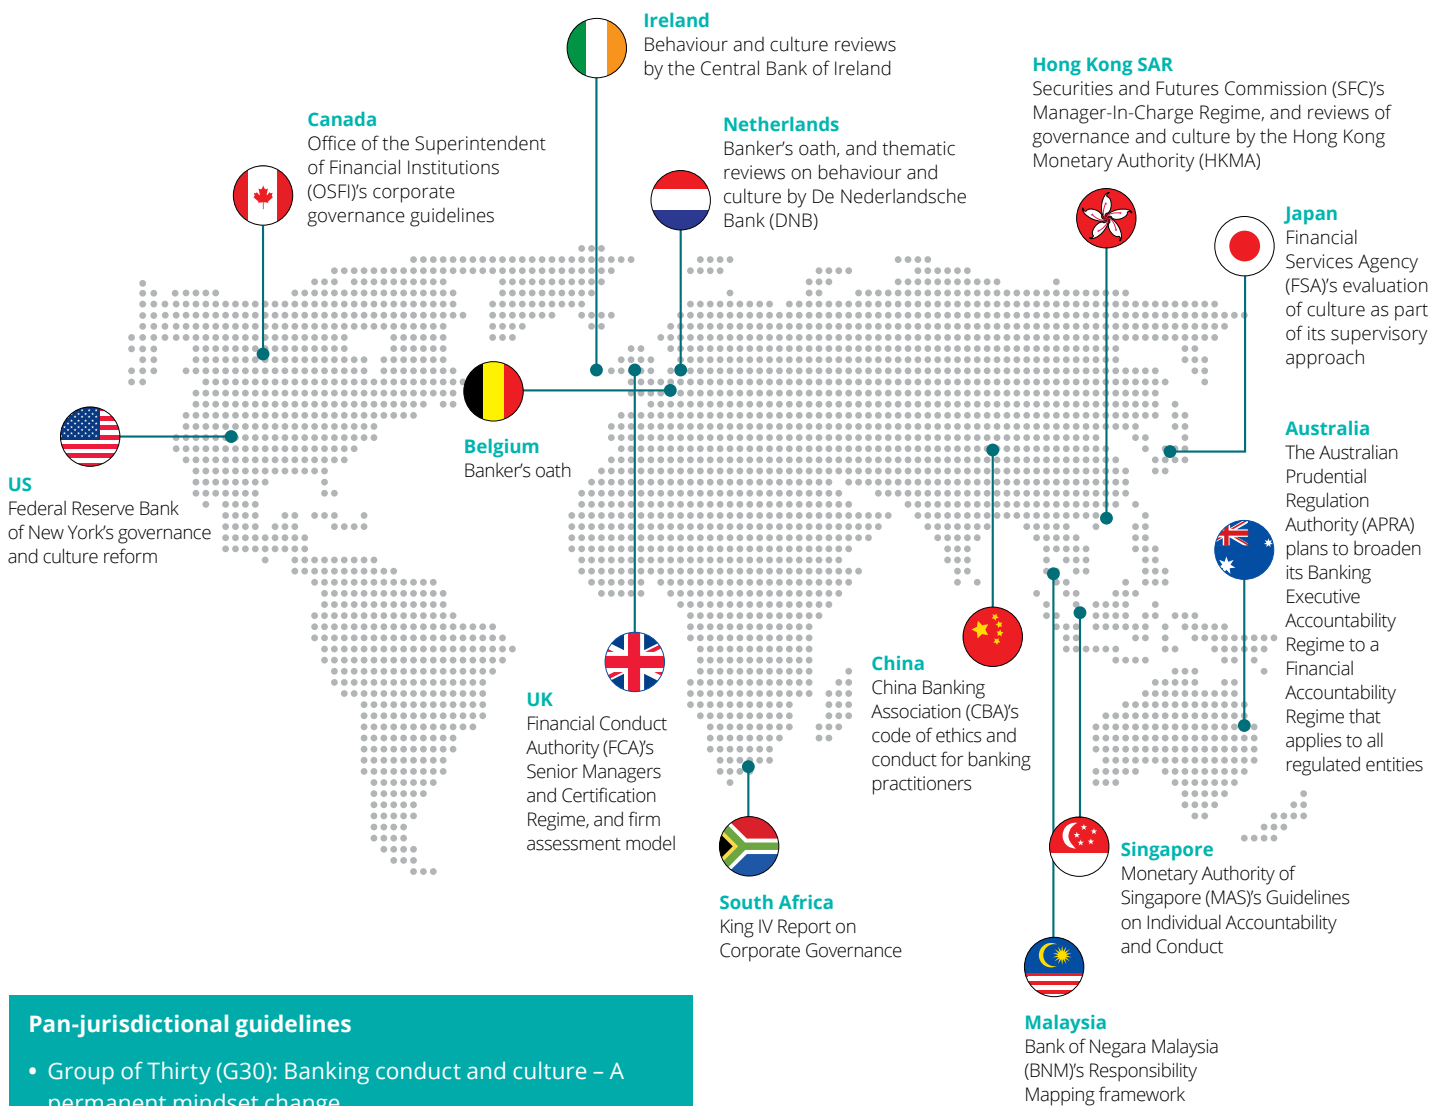 Ireland
Behaviour and culture reviews
by the Central Bank of Ireland
Hong Kong SAR
Securities and Futures Commission (SFC)’s
Manager-In-Charge Regime, and reviews of
governance and culture by the Hong Kong
Monetary Authority (HKMA)
Canada
Office of the Superintendent
of Financial Institutions
(OSFI)’s corporate
governance guidelines
Netherlands
Banker’s oath, and thematic
reviews on behaviour and
culture by De Nederlandsche
Bank (DNB)
Japan
Financial
Services Agency
(FSA)’s evaluation
of culture as part
of its supervisory
approach
Belgium
Banker’s oath
US
Federal Reserve Bank
of New York’s governance
and culture reform
Australia
The Australian
Prudential
Regulation
Authority (APRA)
plans to broaden
its Banking
Executive
Accountability
Regime to a
Financial
Accountability
Regime that
applies to all
regulated entities
China
China Banking
Association (CBA)’s
code of ethics and
conduct for banking
practitioners
UK
Financial Conduct
Authority (FCA)’s
Senior Managers
and Certification
Regime, and firm
assessment model
Singapore
Monetary Authority of
Singapore (MAS)’s Guidelines
on Individual Accountability
and Conduct
South Africa
King IV Report on
Corporate Governance
Malaysia
Bank of Negara Malaysia
(BNM)’s Responsibility
Mapping framework
Pan-jurisdictional guidelines
• Group of Thirty (G30): Banking conduct and culture – A
permanent mindset change